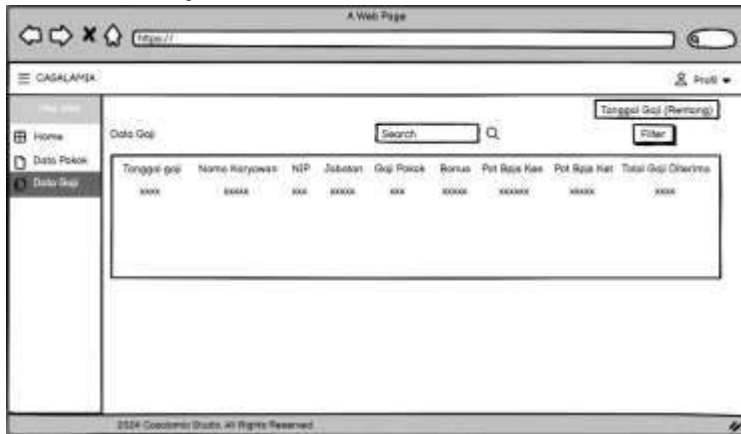 A Web Page
https://
CASALAMIA
Profil
Tanggal Gaji (Rentang)
Home
Data Gaji
Search
Filter
Data Pokok
Data Gaji
Tanggal gaji Nama Karyawan NIP Jabatan Gaji Pokok Bonus Pot Bpjs Kes Pot Bpjs Ket Total Gaji Diterima
xxxx xxxxx xxx xxxxx xxx xxxxx xxxxxx xxxxx xxxx
2024 Casalamia Studio. All Rights Reserved.